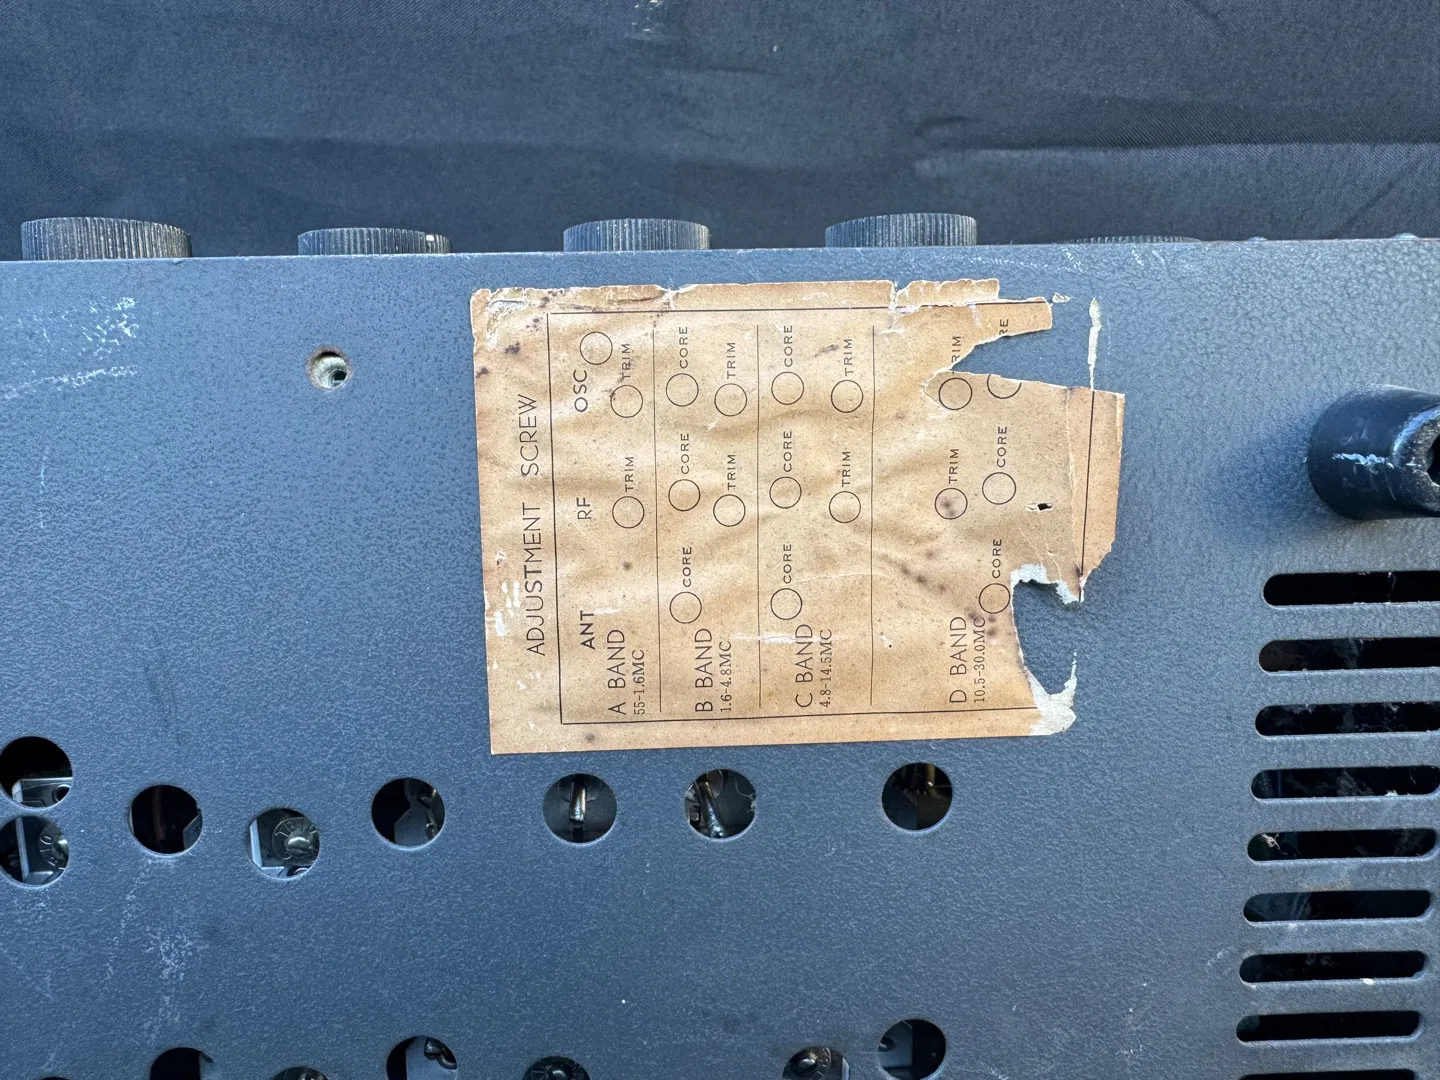 ADJUSTMENT SCREW
ANT RF OSC
A BAND TRIM TRIM
55-1.6MC
CORE CORE CORE
B BAND TRIM TRIM
1.6-4.8MC
CORE CORE CORE
C BAND TRIM TRIM
4.8-14.5MC
D BAND TRIM RIM
10.5-30.0MC
CORE CORE RE